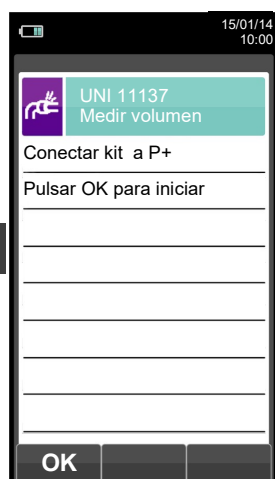 15/01/14
10:00
UNI 11137
Medir volumen
Conectar kit a P+
Pulsar OK para iniciar
OK